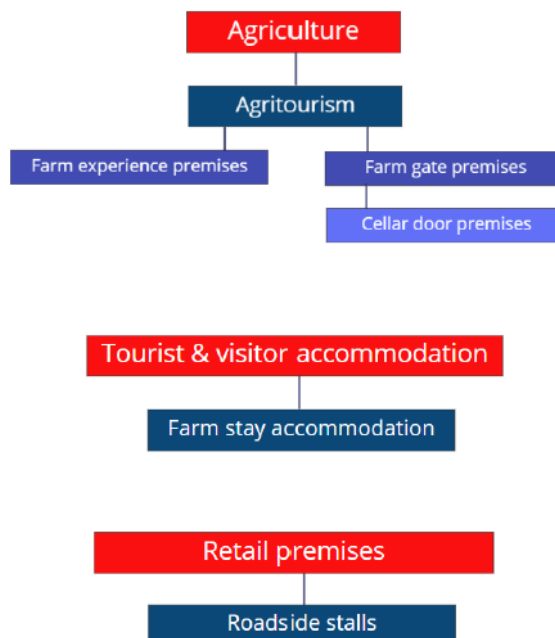 Agriculture
Agritourism
Farm experience premises
Farm gate premises
Cellar door premises
Tourist & visitor accommodation
Farm stay accommodation
Retail premises
Roadside stalls